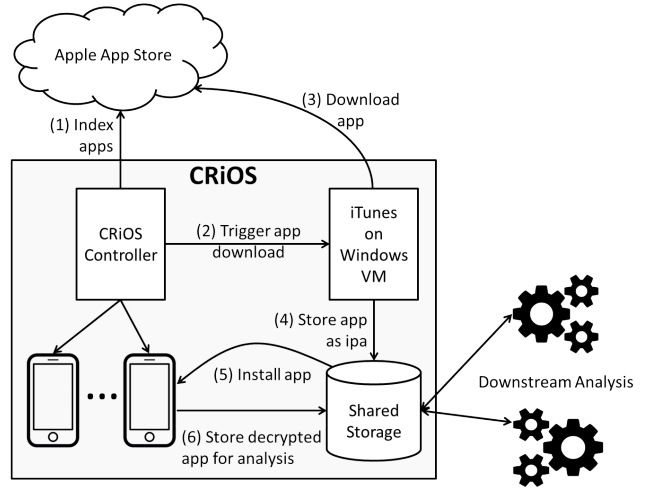 Apple App Store
(1) Index
apps
(3) Download
app
CRiOS
CRiOS
Controller
(2) Trigger app
download
iTunes
on
Windows
VM
(4) Store app
as ipa
(5) Install app
Shared
Storage
(6) Store decrypted
app for analysis
Downstream Analysis